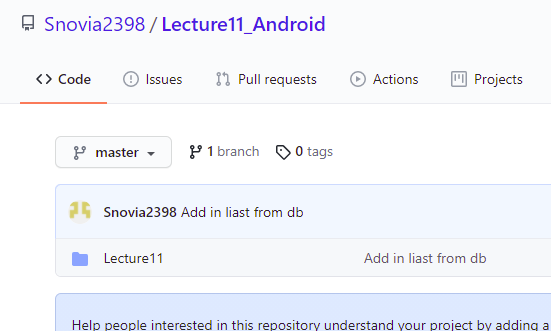 Snovia2398 / Lecture11_Android
Code Issues Pull requests Actions Projects
master 1 branch 0 tags
Snovia2398 Add in liast from db
Lecture11 Add in liast from db
Help people interested in this repository understand your project by adding a